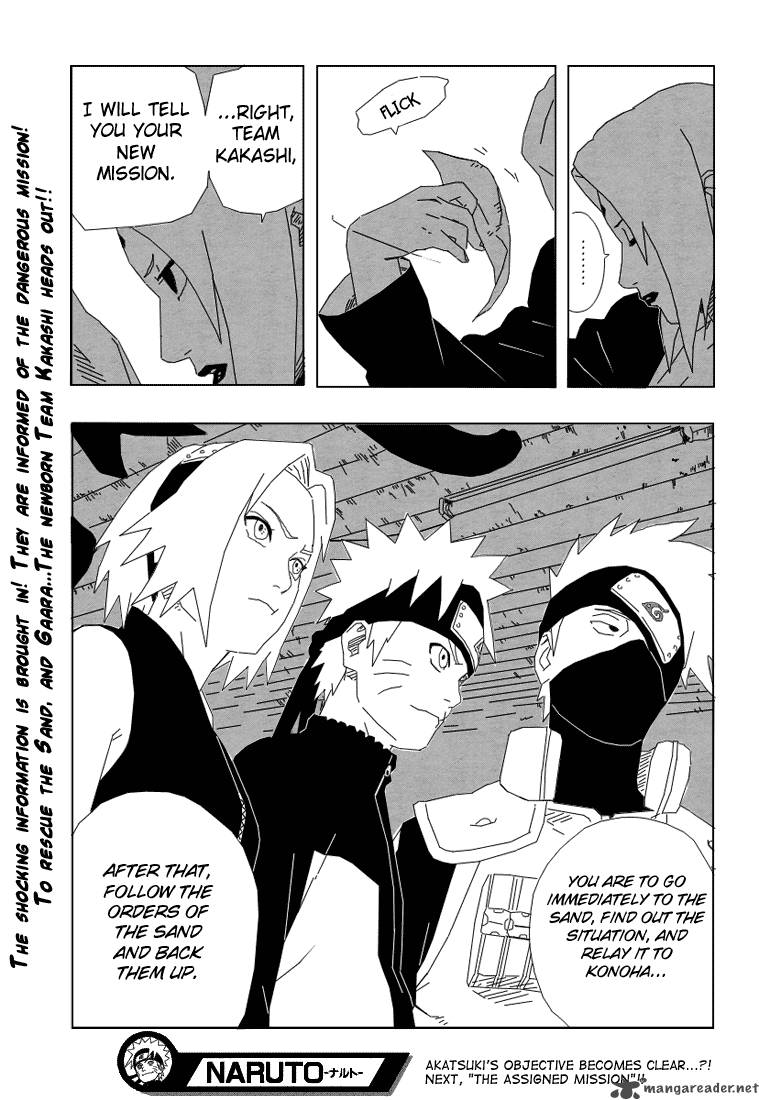 ............
FLICK
...RIGHT,
TEAM
KAKASHI,
I WILL TELL
YOU YOUR
NEW
MISSION.
YOU ARE TO GO
IMMEDIATELY TO THE
SAND, FIND OUT THE
SITUATION, AND
RELAY IT TO
KONOHA...
AFTER THAT,
FOLLOW THE
ORDERS OF
THE SAND
AND BACK
THEM UP.
THE SHOCKING INFORMATION IS BROUGHT IN! THEY ARE INFORMED OF THE DANGEROUS MISSION!
TO RESCUE THE SAND, AND GAARA...THE NEWBORN TEAM KAKASHI HEADS OUT!!
NARUTO -ナルト-
AKATSUKI'S OBJECTIVE BECOMES CLEAR...?!
NEXT, "THE ASSIGNED MISSION"!!
mangareader.net